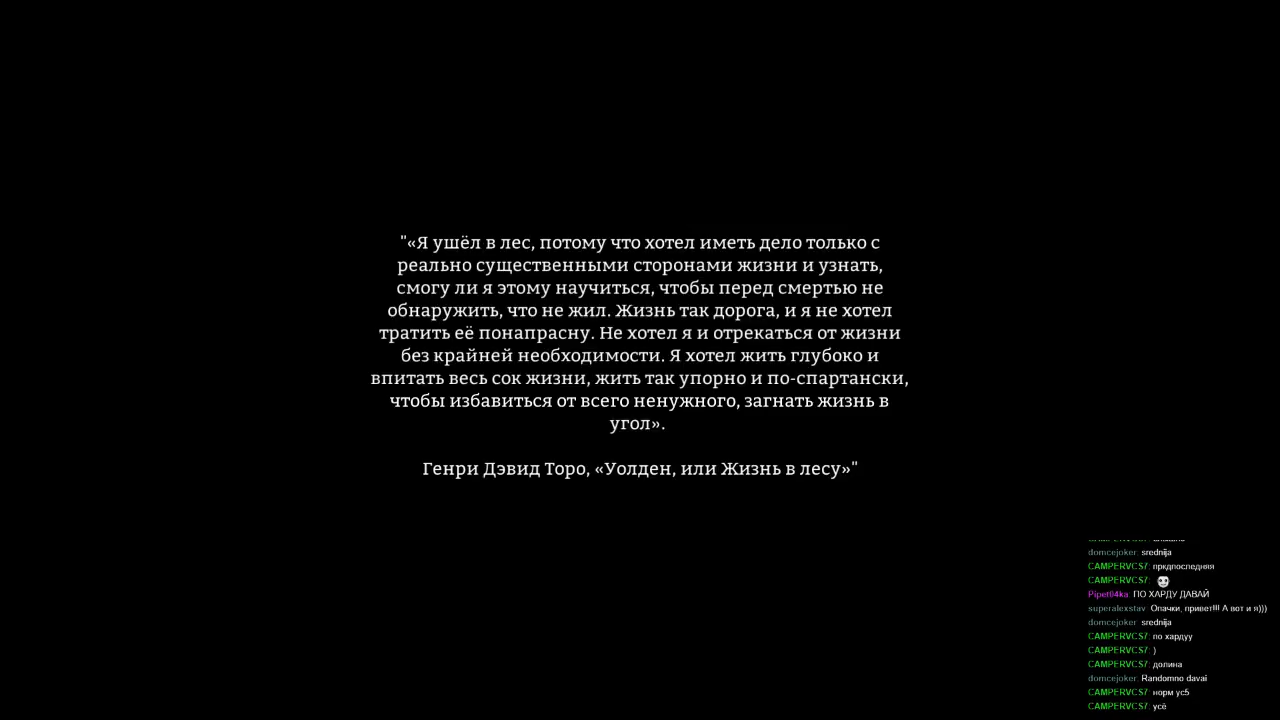 "«Я ушёл в лес, потому что хотел иметь дело только с
реально существенными сторонами жизни и узнать,
смогу ли я этому научиться, чтобы перед смертью не
обнаружить, что не жил. Жизнь так дорога, и я не хотел
тратить её понапрасну. Не хотел я и отрекаться от жизни
без крайней необходимости. Я хотел жить глубоко и
впитать весь сок жизни, жить так упорно и по-спартански,
чтобы избавиться от всего ненужного, загнать жизнь в
угол».
Генри Дэвид Торо, «Уолден, или Жизнь в лесу»"
domcejoker: srednija
CAMPERVCS7: пркдпоследняя
CAMPERVCS7:
Pipet04ka: ПО ХАРДУ ДАВАЙ
superalexstav: Опачки, привет!!! А вот и я)))
domcejoker: srednija
CAMPERVCS7: по хардуу
CAMPERVCS7: )
CAMPERVCS7: долина
domcejoker: Randomno davai
CAMPERVCS7: норм ус5
CAMPERVCS7: усё